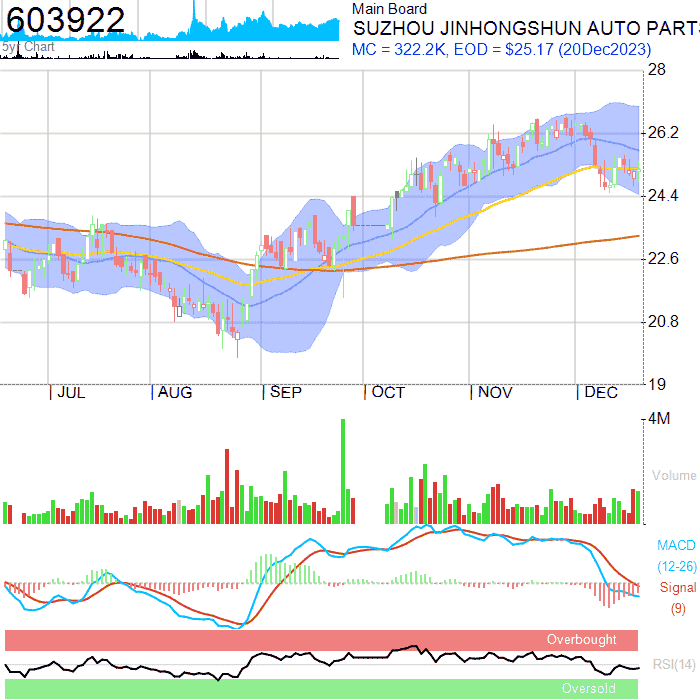 603922
5yr Chart
Main Board
SUZHOU JINHONGSHUN AUTO PARTS
MC = 322.2K, EOD = $25.17 (20Dec2023)
28
26.2
24.4
22.6
20.8
19
JUL
AUG
SEP
OCT
NOV
DEC
4M
Volume
MACD
(12-26)
Signal
(9)
Overbought
RSI(14)
Oversold